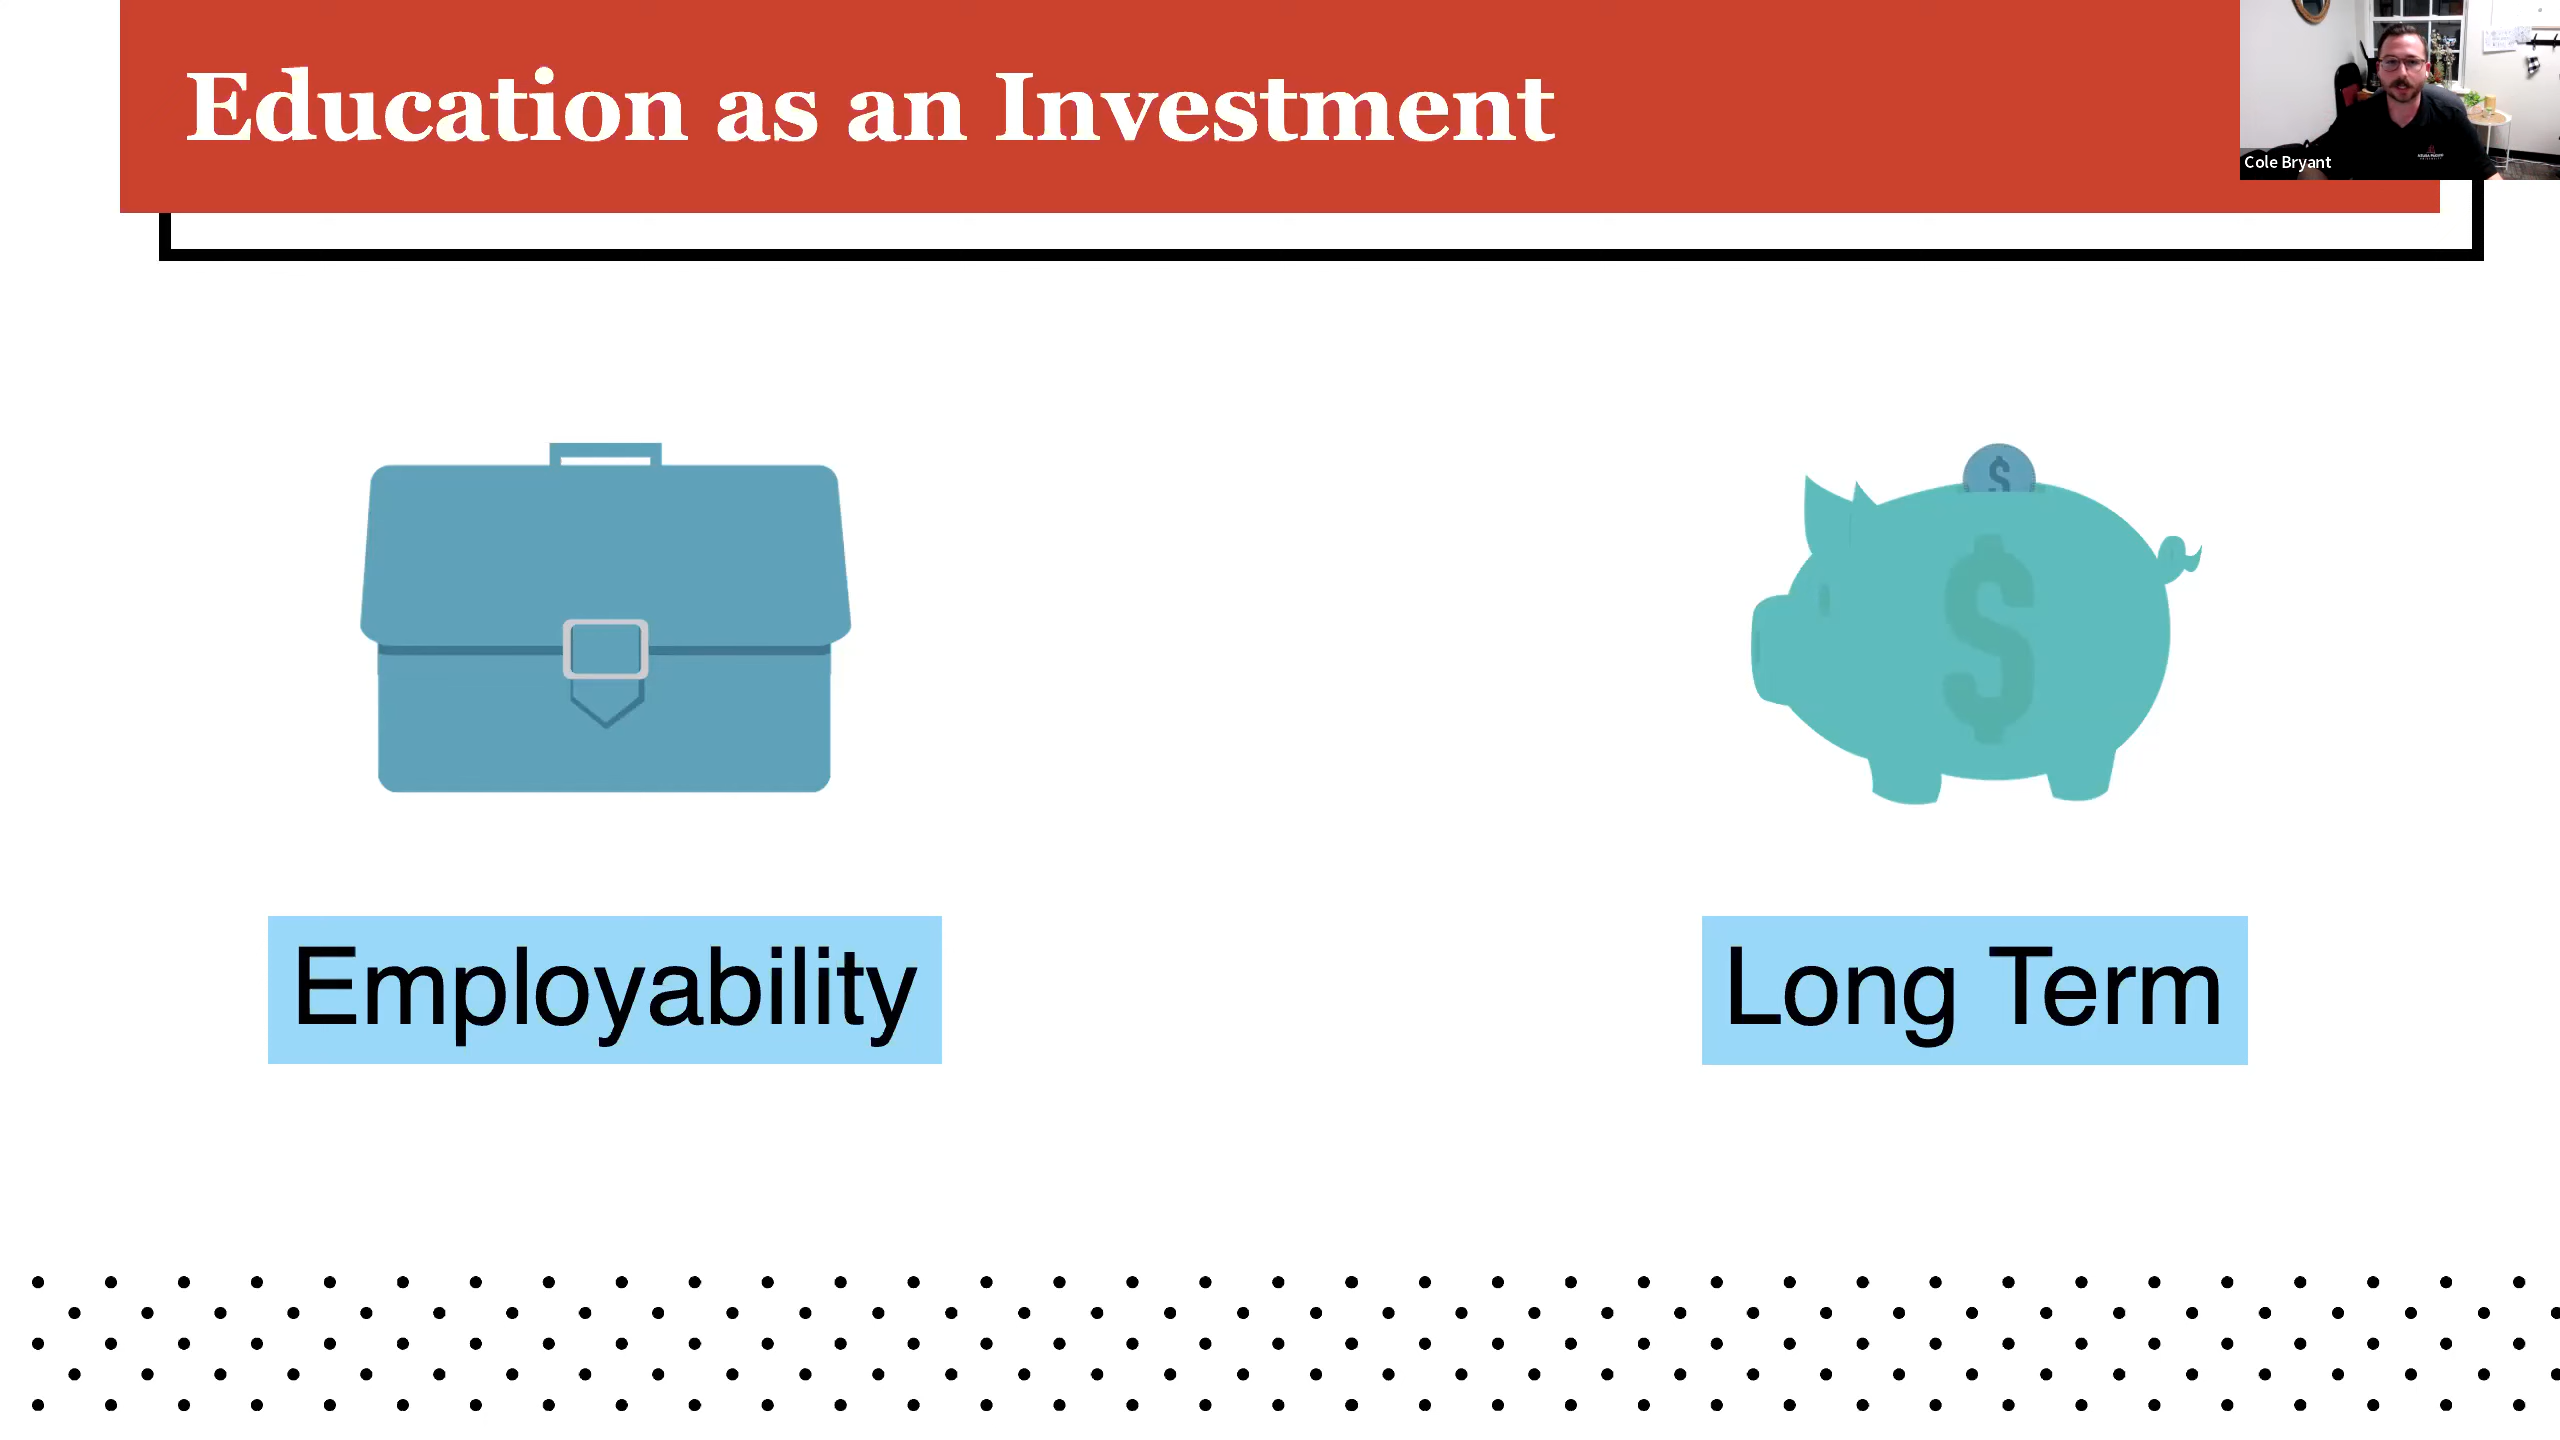 Education as an Investment
Cole Bryant
$
$
Employability
Long Term